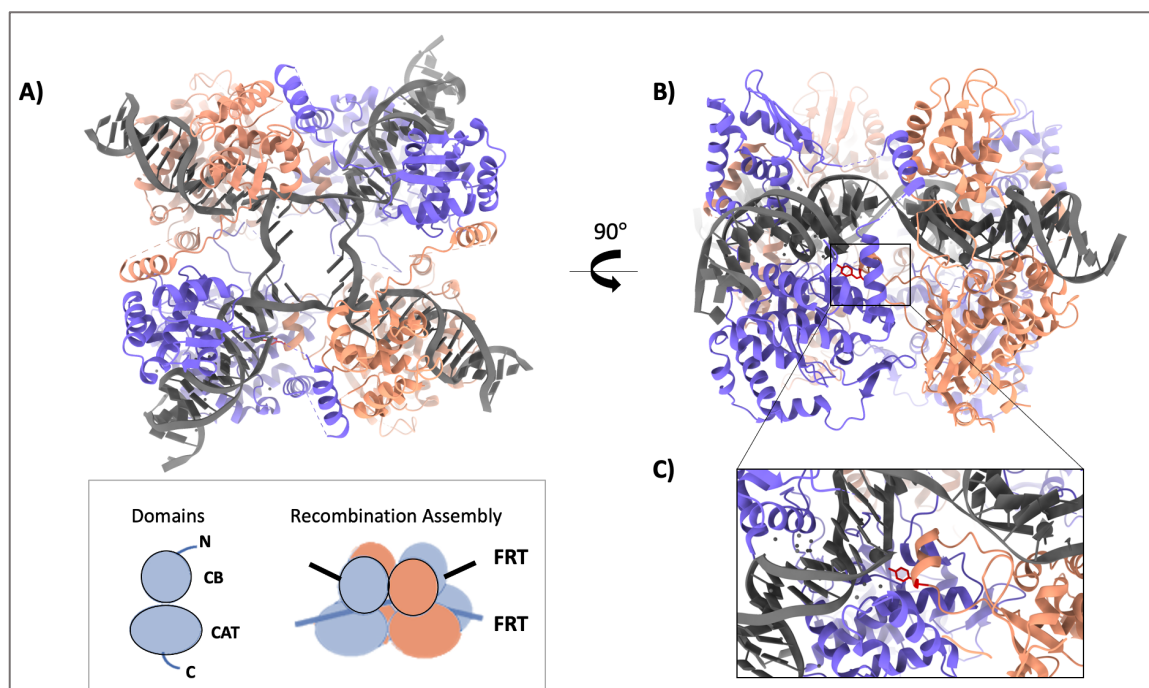 A)
B)
90°
C)
Domains
Recombination Assembly
N
CB
CAT
C
FRT
FRT